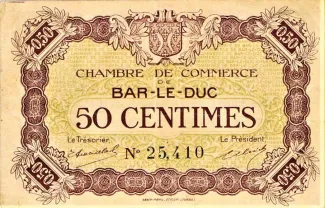 0,50 0,50
CHAMBRE DE COMMERCE
DE
BAR-LE-DUC
50 CENTIMES
Le Trésorier Le Président
Nº 25,410
0,50 0,50